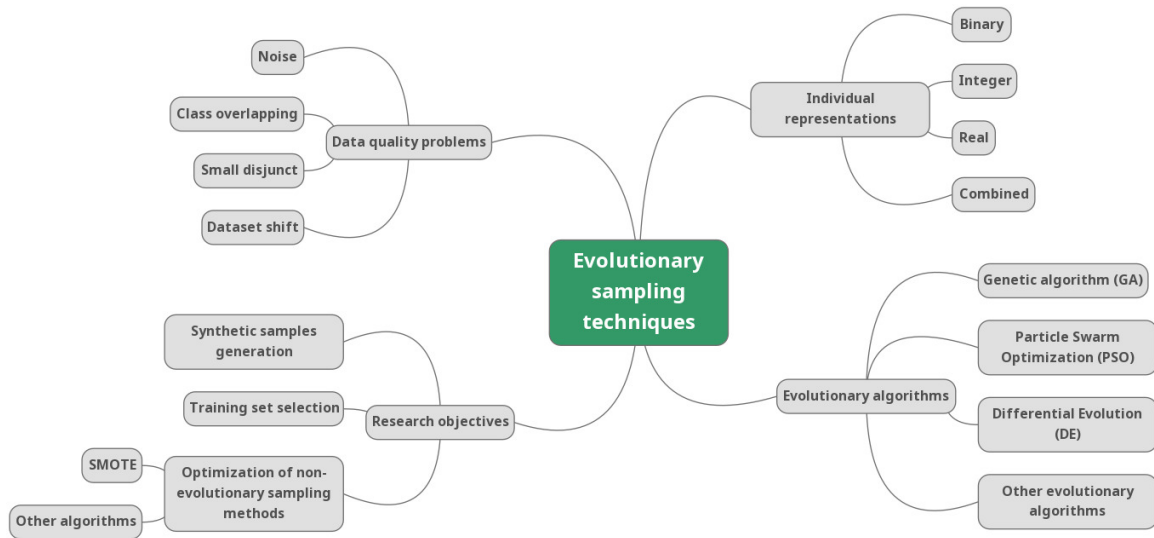 Evolutionary
sampling
techniques
Data quality problems
Noise
Class overlapping
Small disjunct
Dataset shift
Individual
representations
Binary
Integer
Real
Combined
Research objectives
Synthetic samples
generation
Training set selection
Optimization of non-
evolutionary sampling
methods
SMOTE
Other algorithms
Evolutionary algorithms
Genetic algorithm (GA)
Particle Swarm
Optimization (PSO)
Differential Evolution
(DE)
Other evolutionary
algorithms